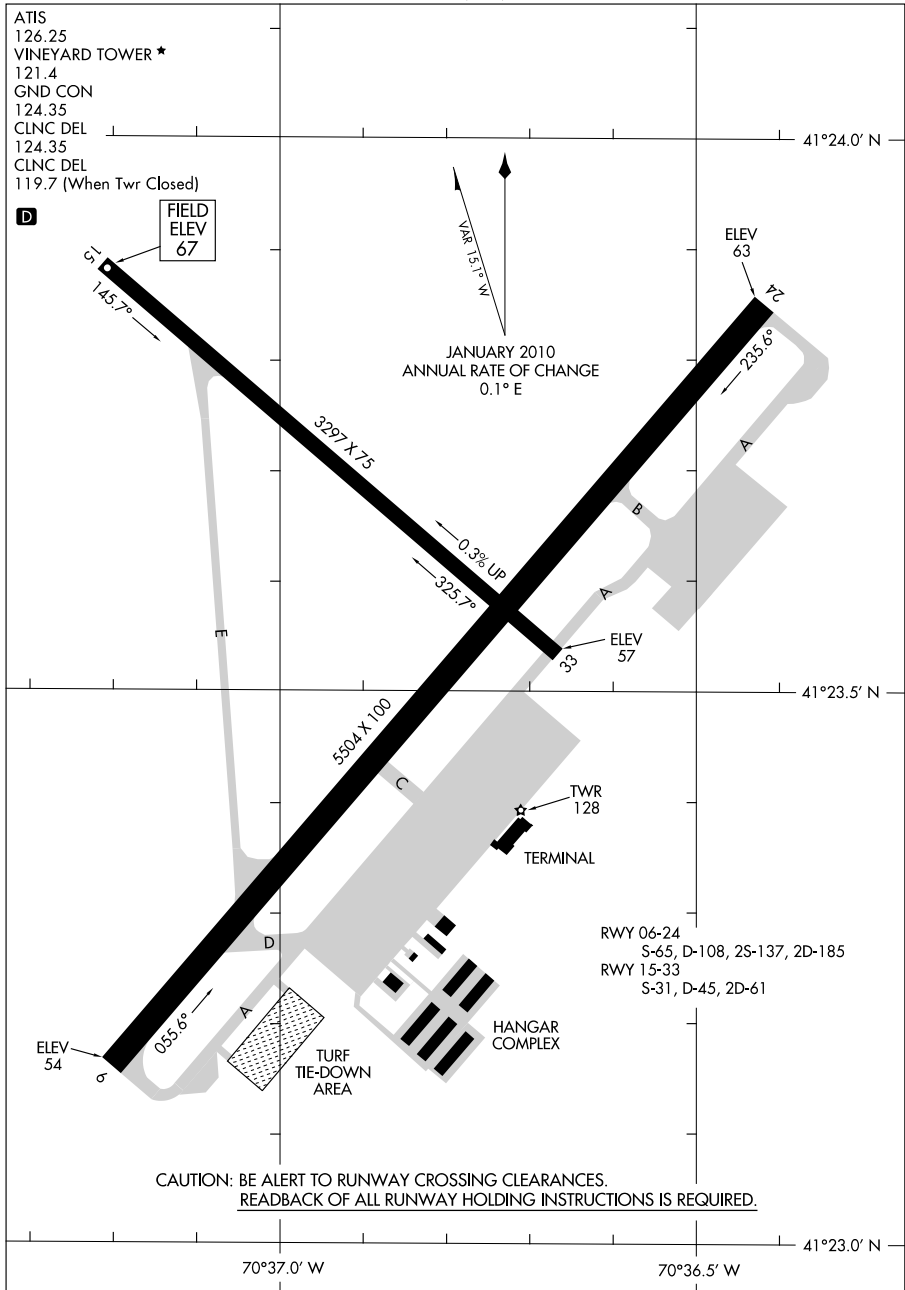 ATIS
126.25
VINEYARD TOWER ★
121.4
GND CON
124.35
CLNC DEL
124.35
CLNC DEL
119.7 (When Twr Closed)
D
FIELD
ELEV
67
15
145.7°
VAR 15.1° W
JANUARY 2010
ANNUAL RATE OF CHANGE
0.1° E
41°24.0' N
ELEV
63
24
235.6°
A
3297 X 75
B
0.3% UP
325.7°
A
E
ELEV
57
33
41°23.5' N
5504 X 100
C
TWR
128
TERMINAL
D
RWY 06-24
S-65, D-108, 2S-137, 2D-185
RWY 15-33
S-31, D-45, 2D-61
A
055.6°
HANGAR
COMPLEX
ELEV
54
6
TURF
TIE-DOWN
AREA
CAUTION: BE ALERT TO RUNWAY CROSSING CLEARANCES.
READBACK OF ALL RUNWAY HOLDING INSTRUCTIONS IS REQUIRED.
41°23.0' N
70°37.0' W
70°36.5' W